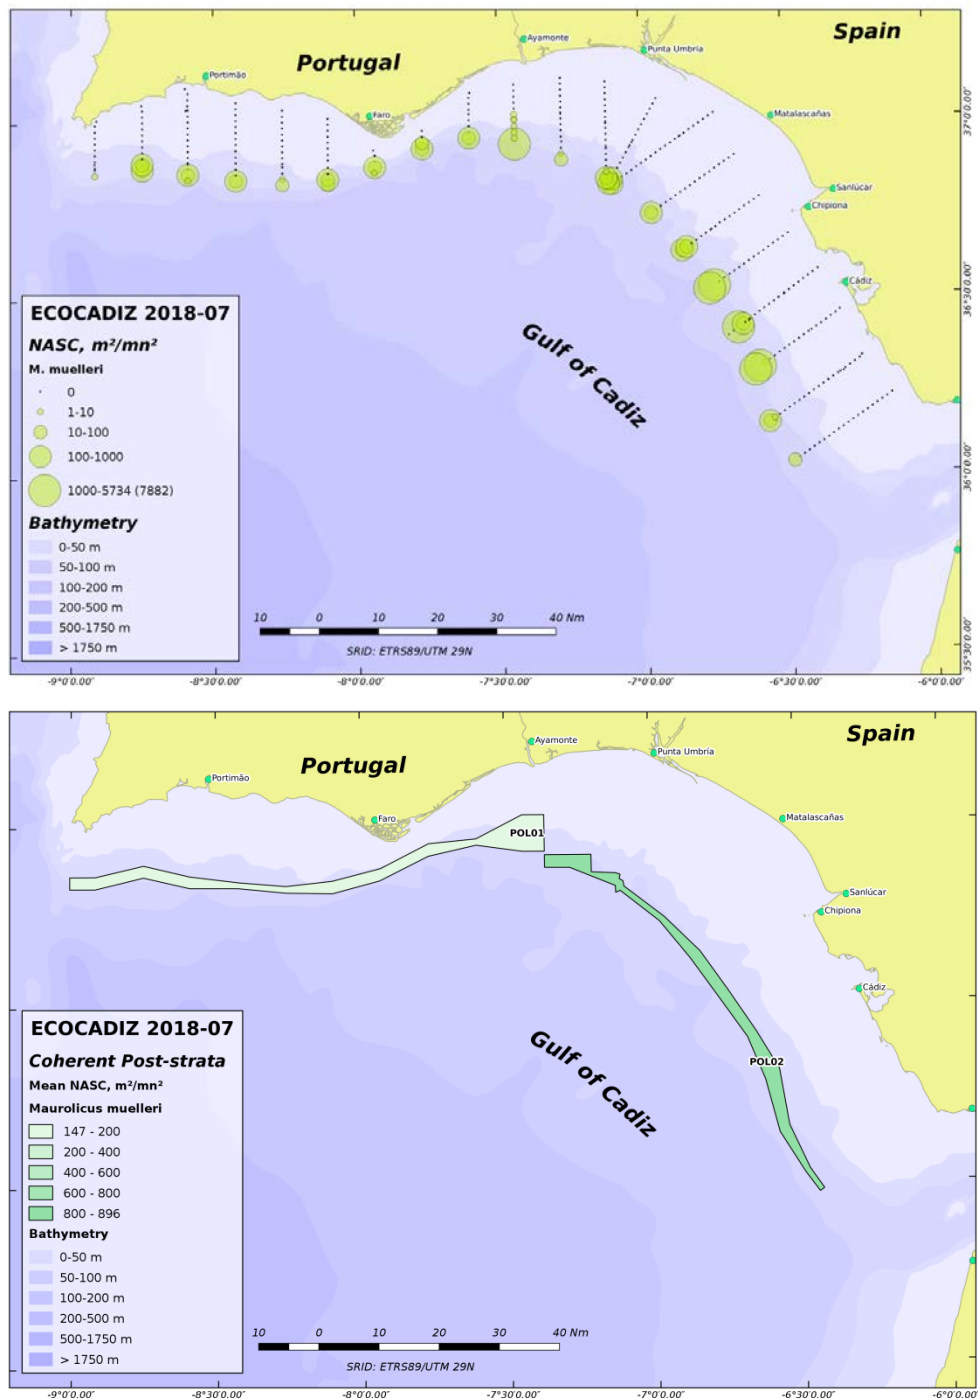 Spain
Portugal
Ayamonte
Punta Umbría
Portimão
Faro
Matalascañas
Sanlúcar
Chipiona
Cádiz
Gulf of Cadiz
37°0'0.00"
36°30'0.00"
36°0'0.00"
35°30'0.00"
ECOCADIZ 2018-07
NASC, m²/mn²
M. muelleri
0
1-10
10-100
100-1000
1000-5734 (7882)
Bathymetry
0-50 m
50-100 m
100-200 m
200-500 m
500-1750 m
> 1750 m
10 0 10 20 30 40 Nm
SRID: ETRS89/UTM 29N
-9°0'0.00" -8°30'0.00" -8°0'0.00" -7°30'0.00" -7°0'0.00" -6°30'0.00" -6°0'0.00"
Spain
Portugal
Ayamonte
Punta Umbría
Portimão
Faro
POL01
Matalascañas
Sanlúcar
Chipiona
Cádiz
Gulf of Cadiz
POL02
ECOCADIZ 2018-07
Coherent Post-strata
Mean NASC, m²/mn²
Maurolicus muelleri
147 - 200
200 - 400
400 - 600
600 - 800
800 - 896
Bathymetry
0-50 m
50-100 m
100-200 m
200-500 m
500-1750 m
> 1750 m
10 0 10 20 30 40 Nm
SRID: ETRS89/UTM 29N
-9°0'0.00" -8°30'0.00" -8°0'0.00" -7°30'0.00" -7°0'0.00" -6°30'0.00" -6°0'0.00"